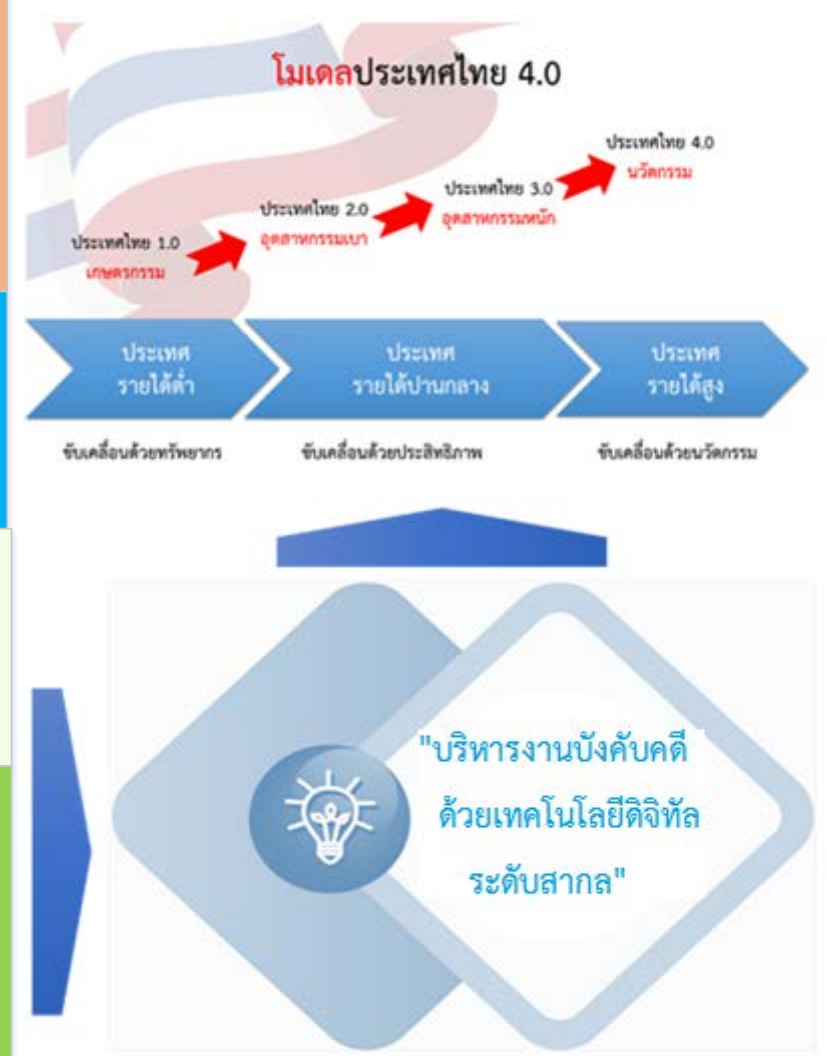 โมเดลประเทศไทย 4.0
ประเทศไทย 4.0
นวัตกรรม
ประเทศไทย 3.0
อุตสาหกรรมหนัก
ประเทศไทย 2.0
อุตสาหกรรมเบา
ประเทศไทย 1.0
เกษตรกรรม
ประเทศ
รายได้ต่ำ
ประเทศ
รายได้ปานกลาง
ประเทศ
รายได้สูง
ขับเคลื่อนด้วยทรัพยากร
ขับเคลื่อนด้วยประสิทธิภาพ
ขับเคลื่อนด้วยนวัตกรรม
"บริหารงานบังคับคดี
ด้วยเทคโนโลยีดิจิทัล
ระดับสากล"